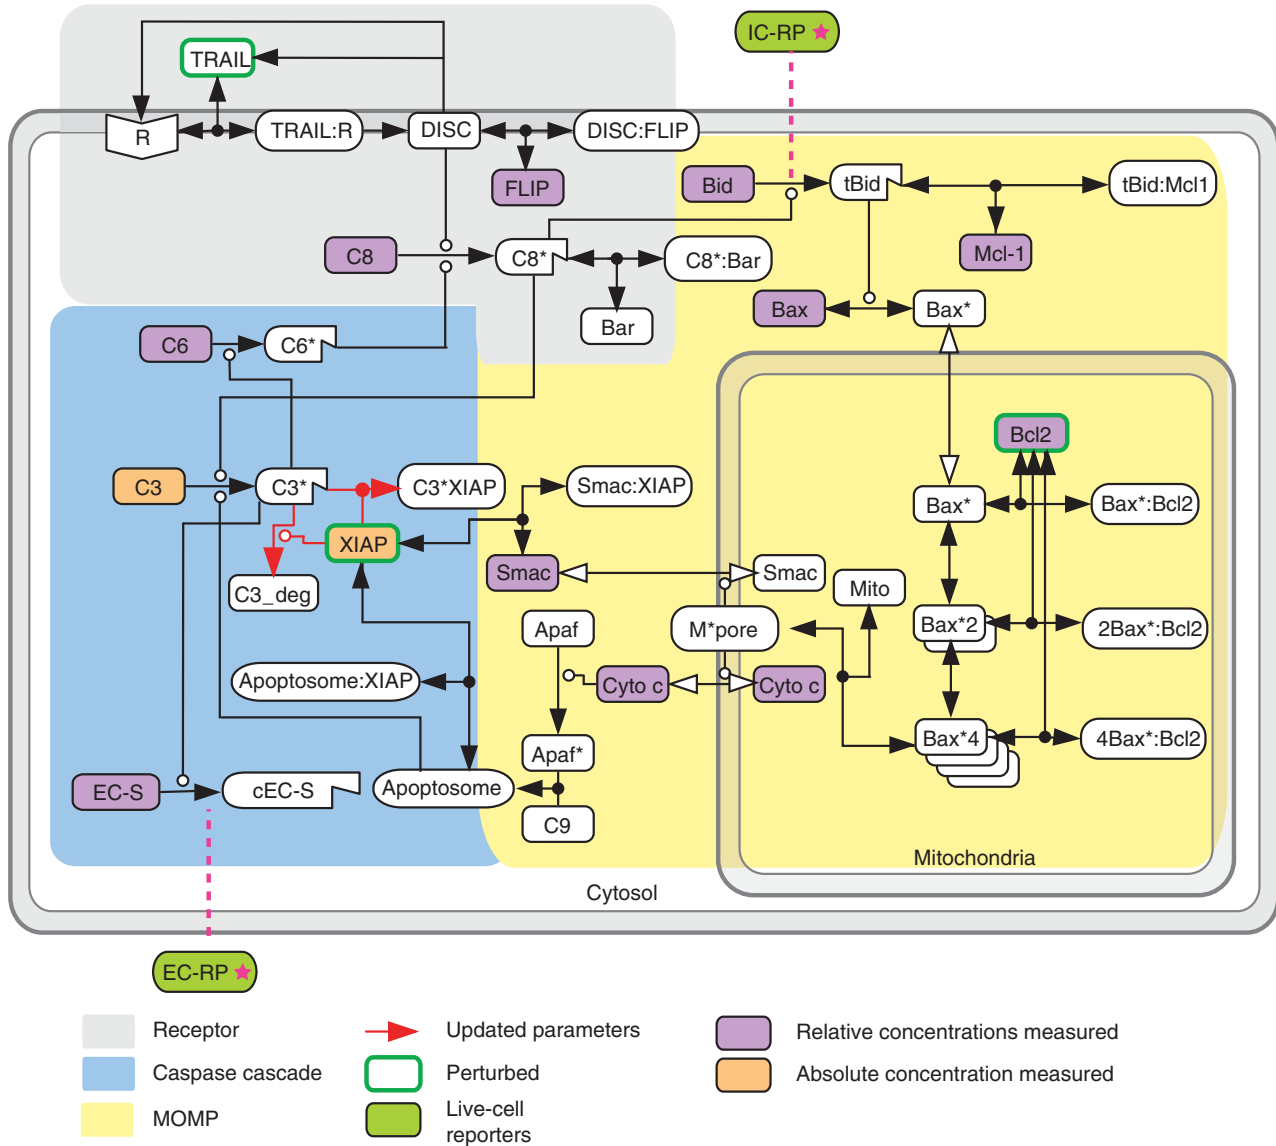 IC-RP
TRAIL
R
TRAIL:R
DISC
DISC:FLIP
FLIP
Bid
tBid
tBid:Mcl1
Mcl-1
C8
C8*
C8*:Bar
Bar
Bax
Bax*
C6
C6*
Bcl2
C3
C3*
C3*XIAP
Smac:XIAP
Bax*
Bax*:Bcl2
XIAP
C3_deg
Smac
Smac
Mito
Apaf
M*pore
Bax*2
2Bax*:Bcl2
Apoptosome:XIAP
Cyto c
Cyto c
Apaf*
Bax*4
4Bax*:Bcl2
EC-S
cEC-S
Apoptosome
C9
Mitochondria
Cytosol
EC-RP
Receptor
Caspase cascade
MOMP
Updated parameters
Perturbed
Live-cell
reporters
Relative concentrations measured
Absolute concentration measured